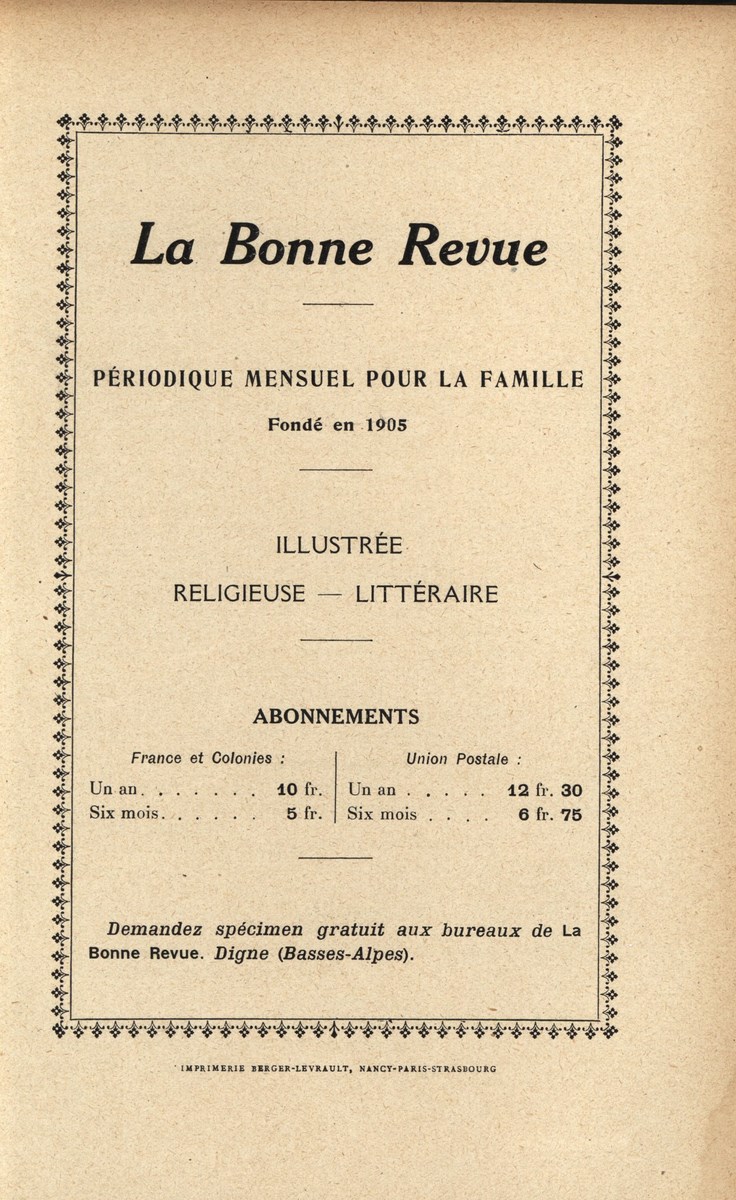 La Bonne Revue
PÉRIODIQUE MENSUEL POUR LA FAMILLE
Fondé en 1905
ILLUSTRÉE
RELIGIEUSE — LITTÉRAIRE
ABONNEMENTS
France et Colonies :
Un an. . . . . . . 10 fr.
Six mois. . . . . . 5 fr.
Union Postale :
Un an . . . . . 12 fr. 30
Six mois . . . . 6 fr. 75
Demandez spécimen gratuit aux bureaux de La
Bonne Revue. Digne (Basses-Alpes).
IMPRIMERIE BERGER-LEVRAULT, NANCY-PARIS-STRASBOURG